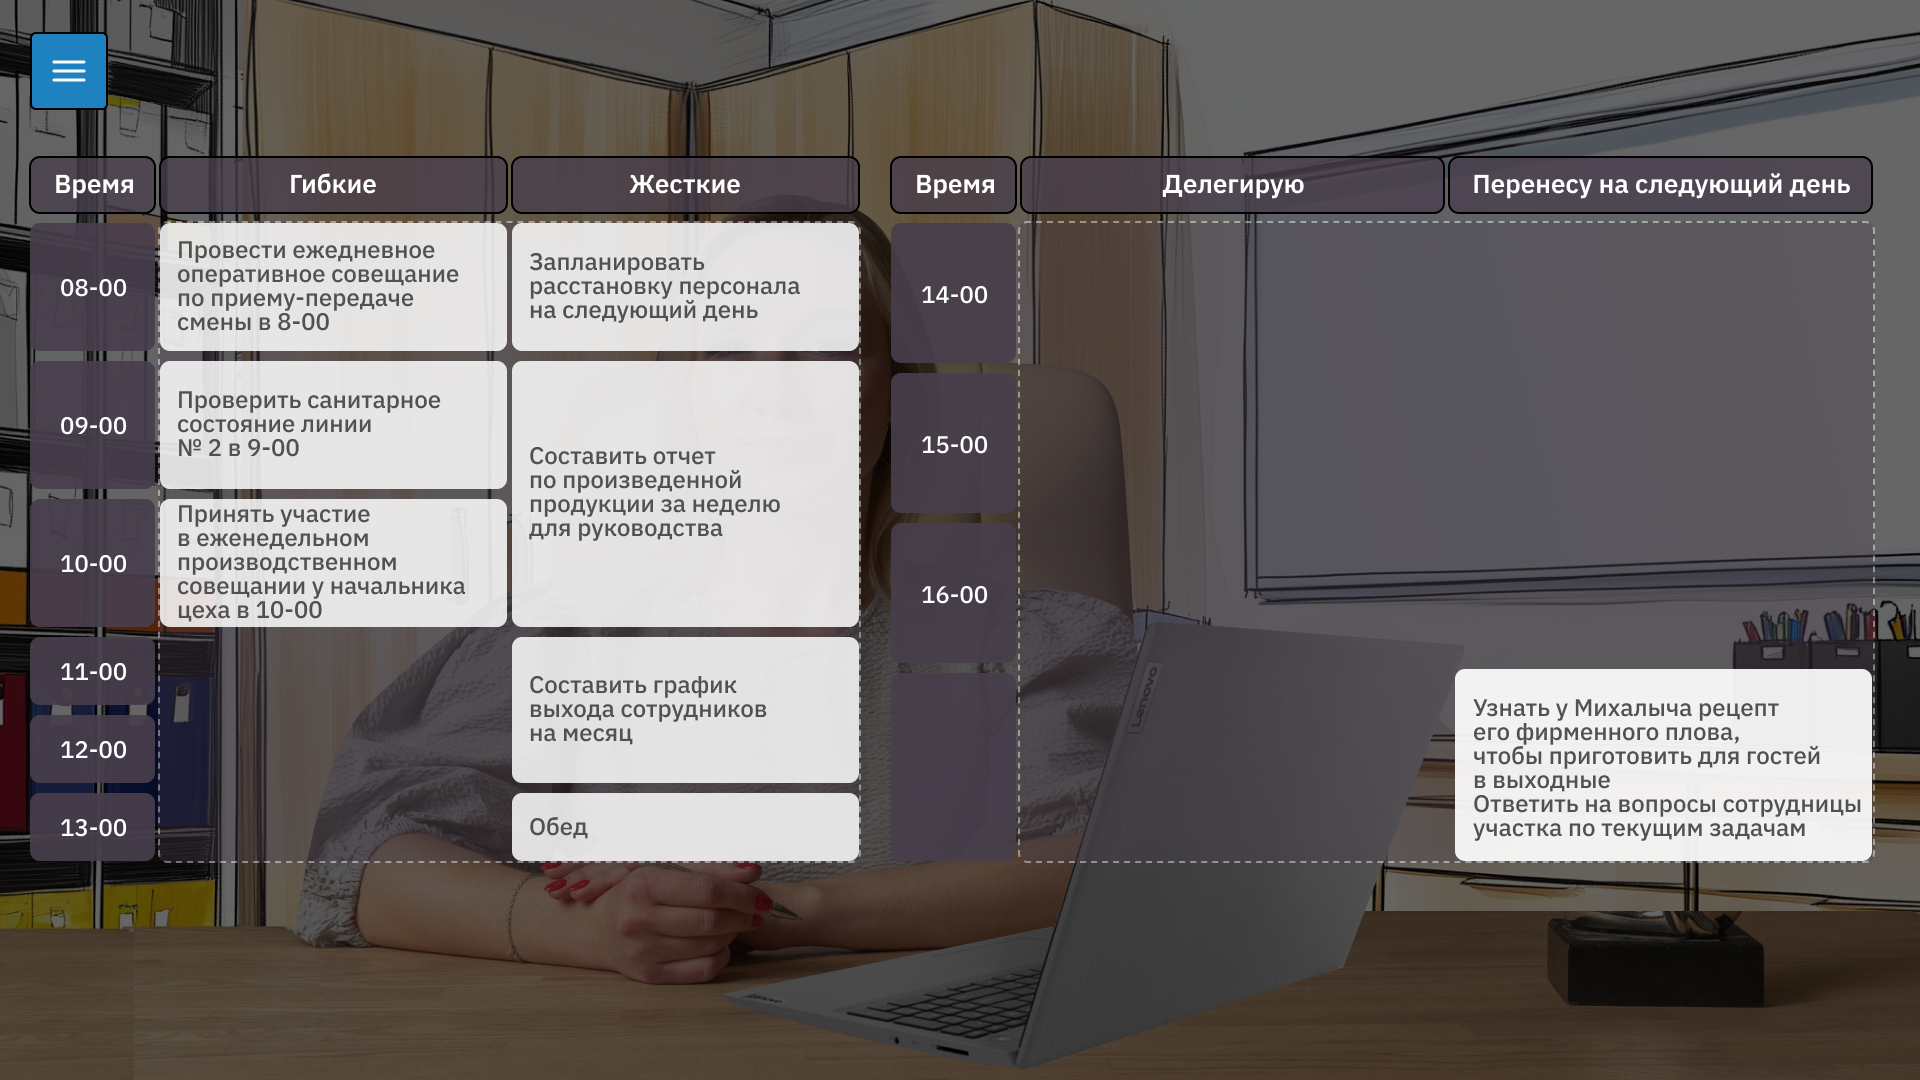 Время
Гибкие
Жесткие
08-00
Провести ежедневное
оперативное совещание
по приему-передаче
смены в 8-00
Запланировать
расстановку персонала
на следующий день
09-00
Проверить санитарное
состояние линии
№ 2 в 9-00
Составить отчет
по произведенной
продукции за неделю
для руководства
10-00
Принять участие
в еженедельном
производственном
совещании у начальника
цеха в 10-00
11-00
Составить график
выхода сотрудников
на месяц
12-00
13-00
Обед
Время
Делегирую
Перенесу на следующий день
14-00
15-00
16-00
Узнать у Михалыча рецепт
его фирменного плова,
чтобы приготовить для гостей
в выходные
Ответить на вопросы сотрудницы
участка по текущим задачам
Lenovo